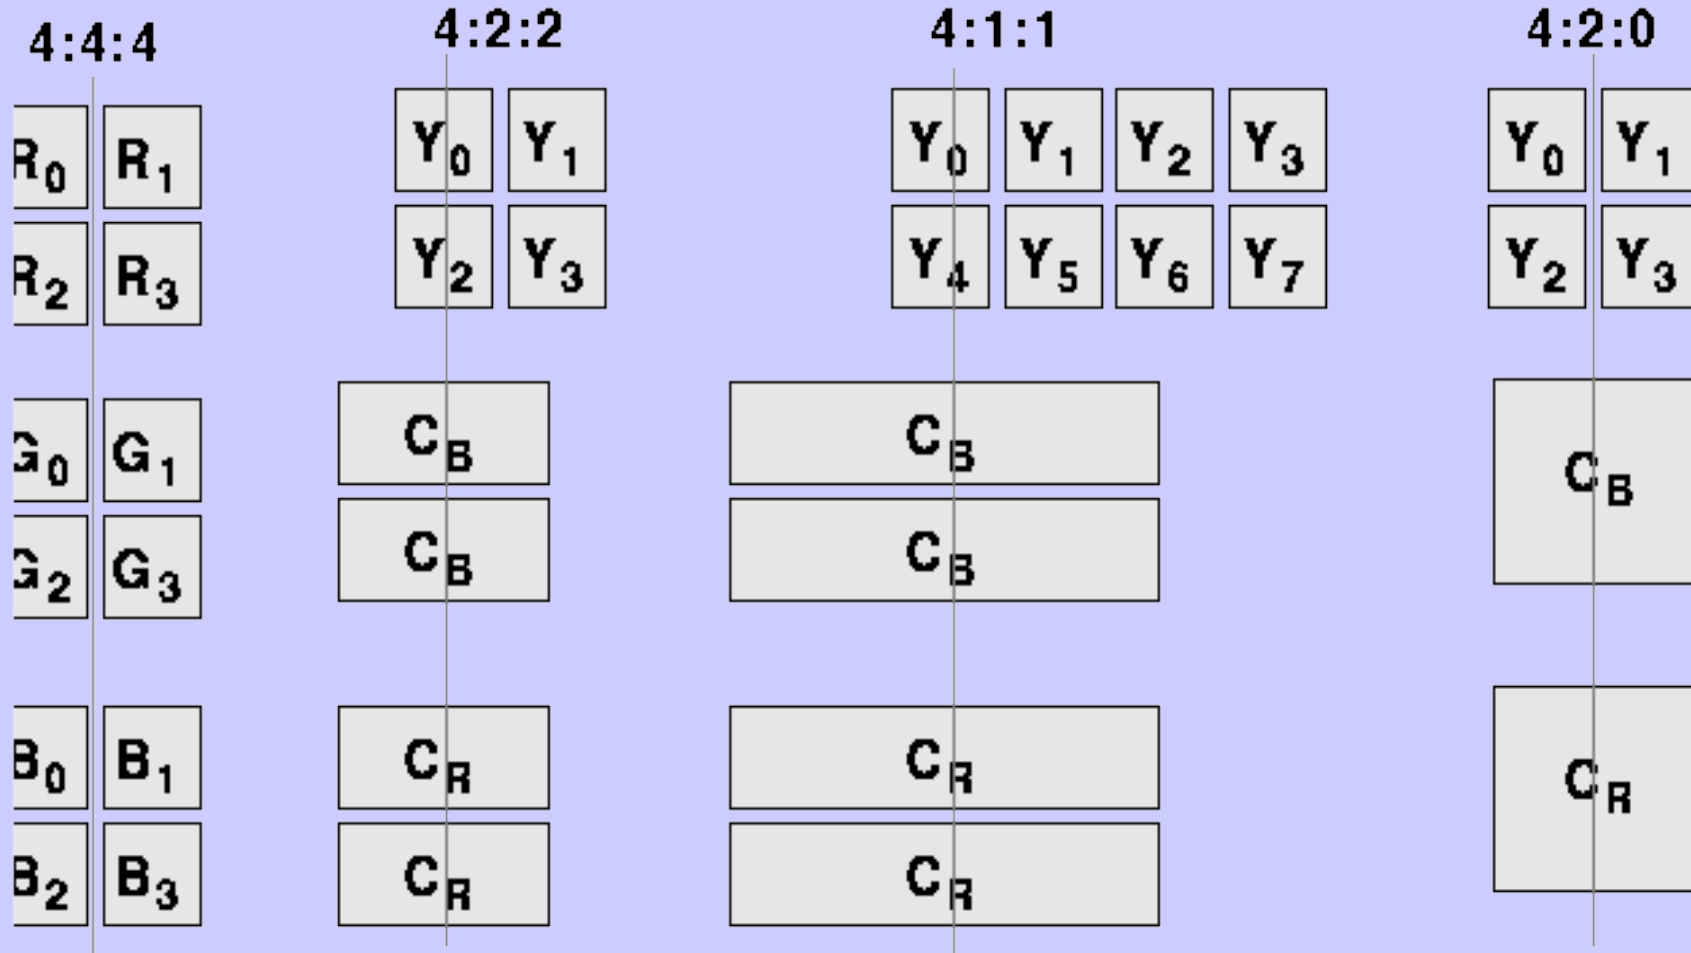 4:4:4 4:2:2 4:1:1 4:2:0
R0 R1 Y0 Y1 Y0 Y1 Y2 Y3 Y0 Y1
R2 R3 Y2 Y3 Y4 Y5 Y6 Y7 Y2 Y3
G0 G1 CB CB CB
G2 G3 CB CB
B0 B1 CR CR CR
B2 B3 CR CR